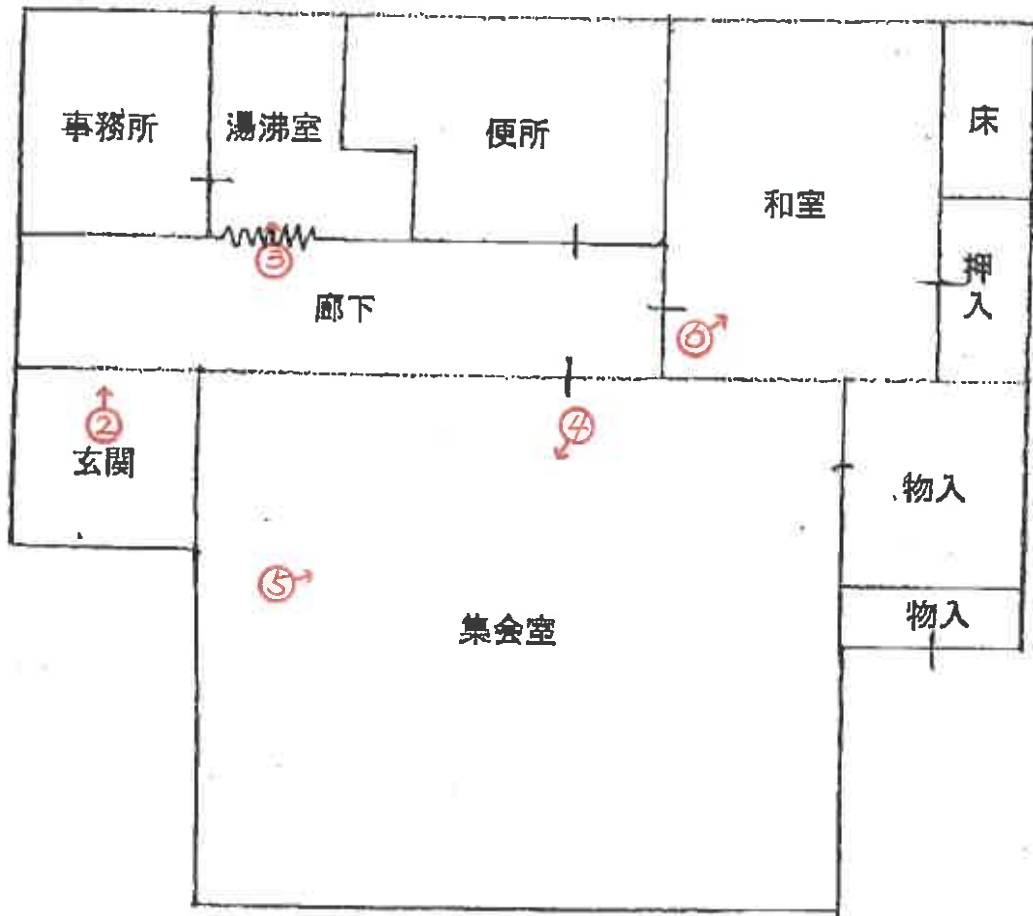 事務所
湯沸室
便所
和室
床
押入
③
廊下
⑥
②
玄関
④
物入
⑤
集会室
物入